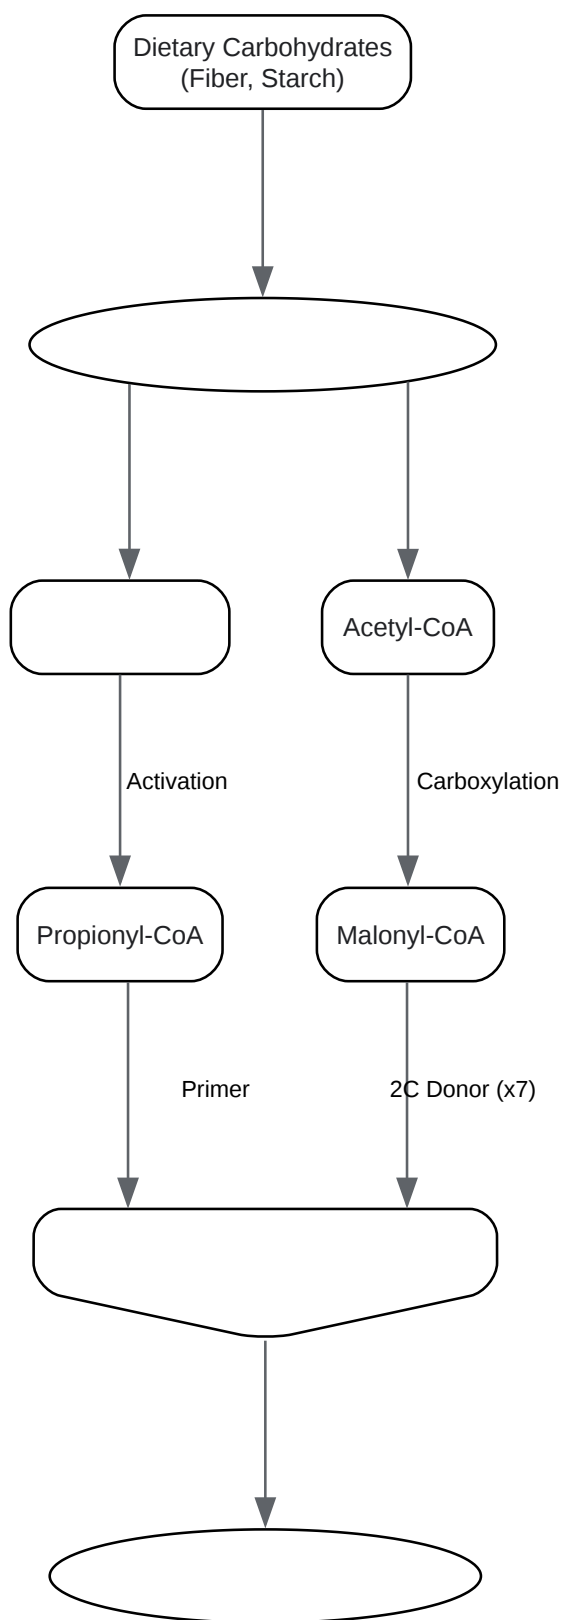 Dietary Carbohydrates
(Fiber, Starch)
Acetyl-CoA
Activation
Carboxylation
Propionyl-CoA
Malonyl-CoA
Primer
2C Donor (x7)